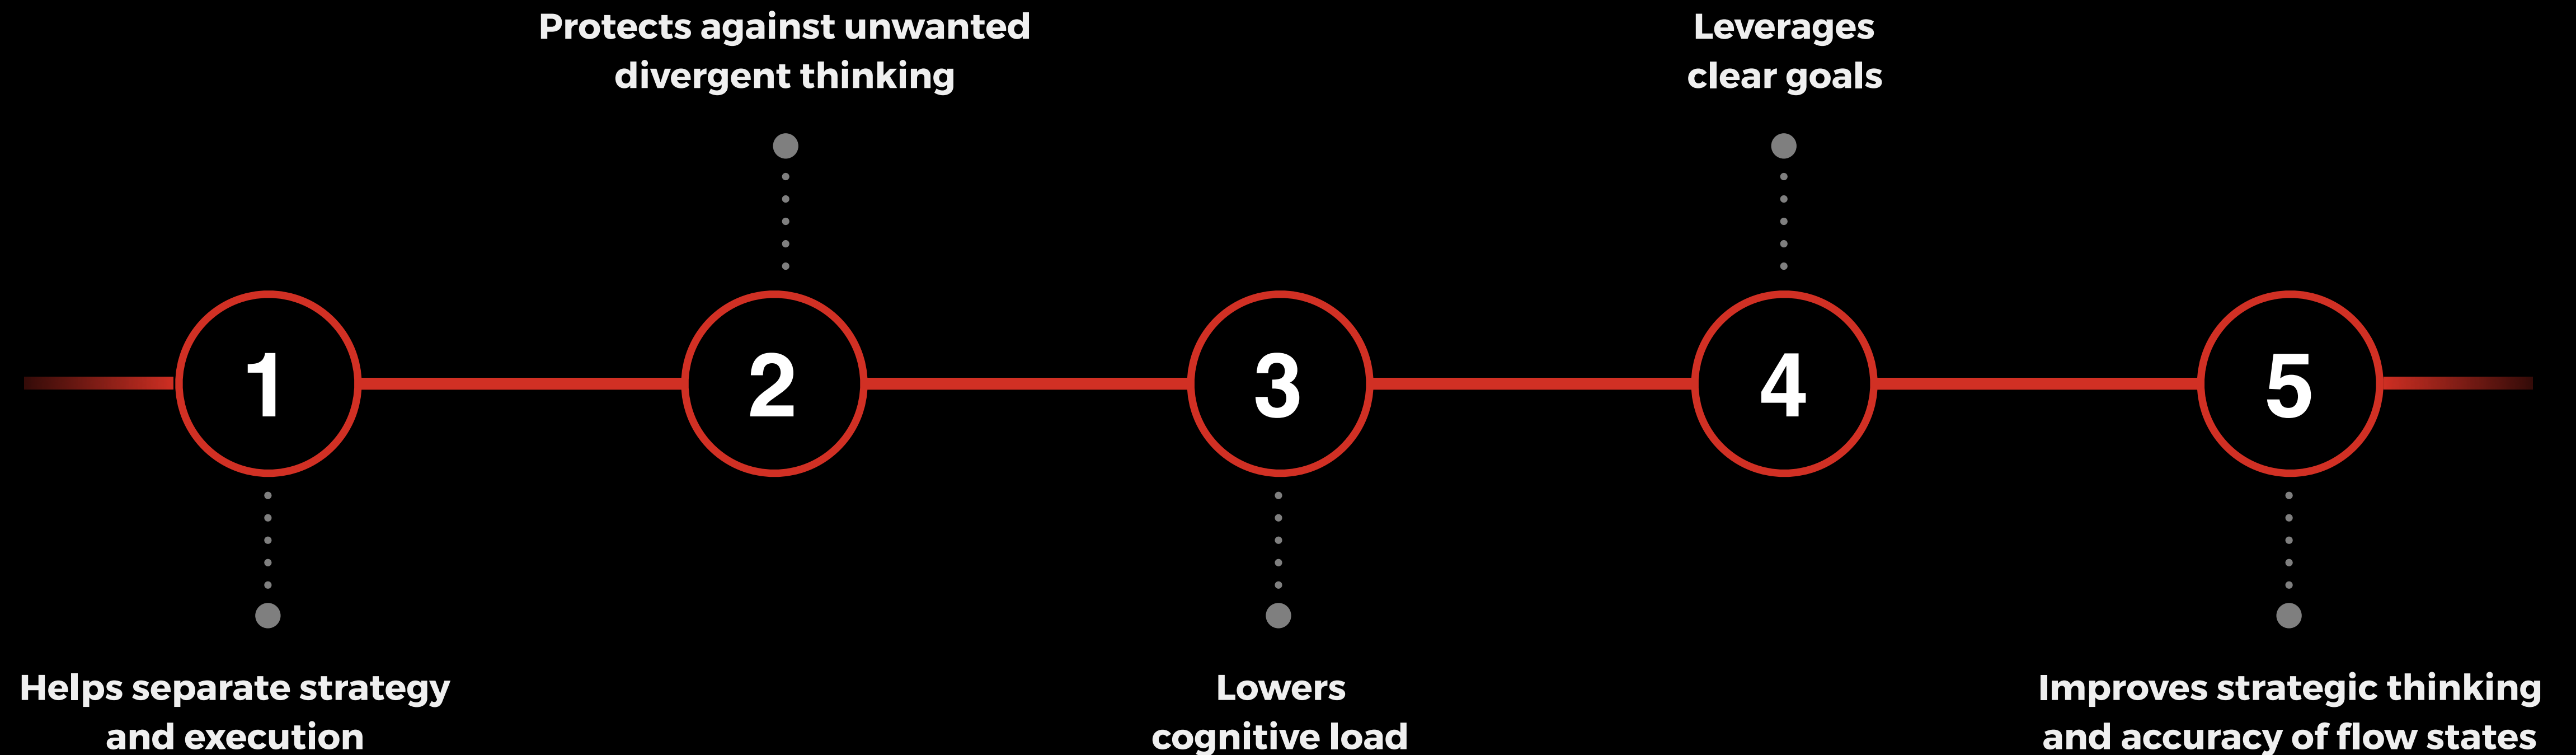 Protects against unwanted
divergent thinking
Leverages
clear goals
1
2
3
4
5
Helps separate strategy
and execution
Lowers
cognitive load
Improves strategic thinking
and accuracy of flow states